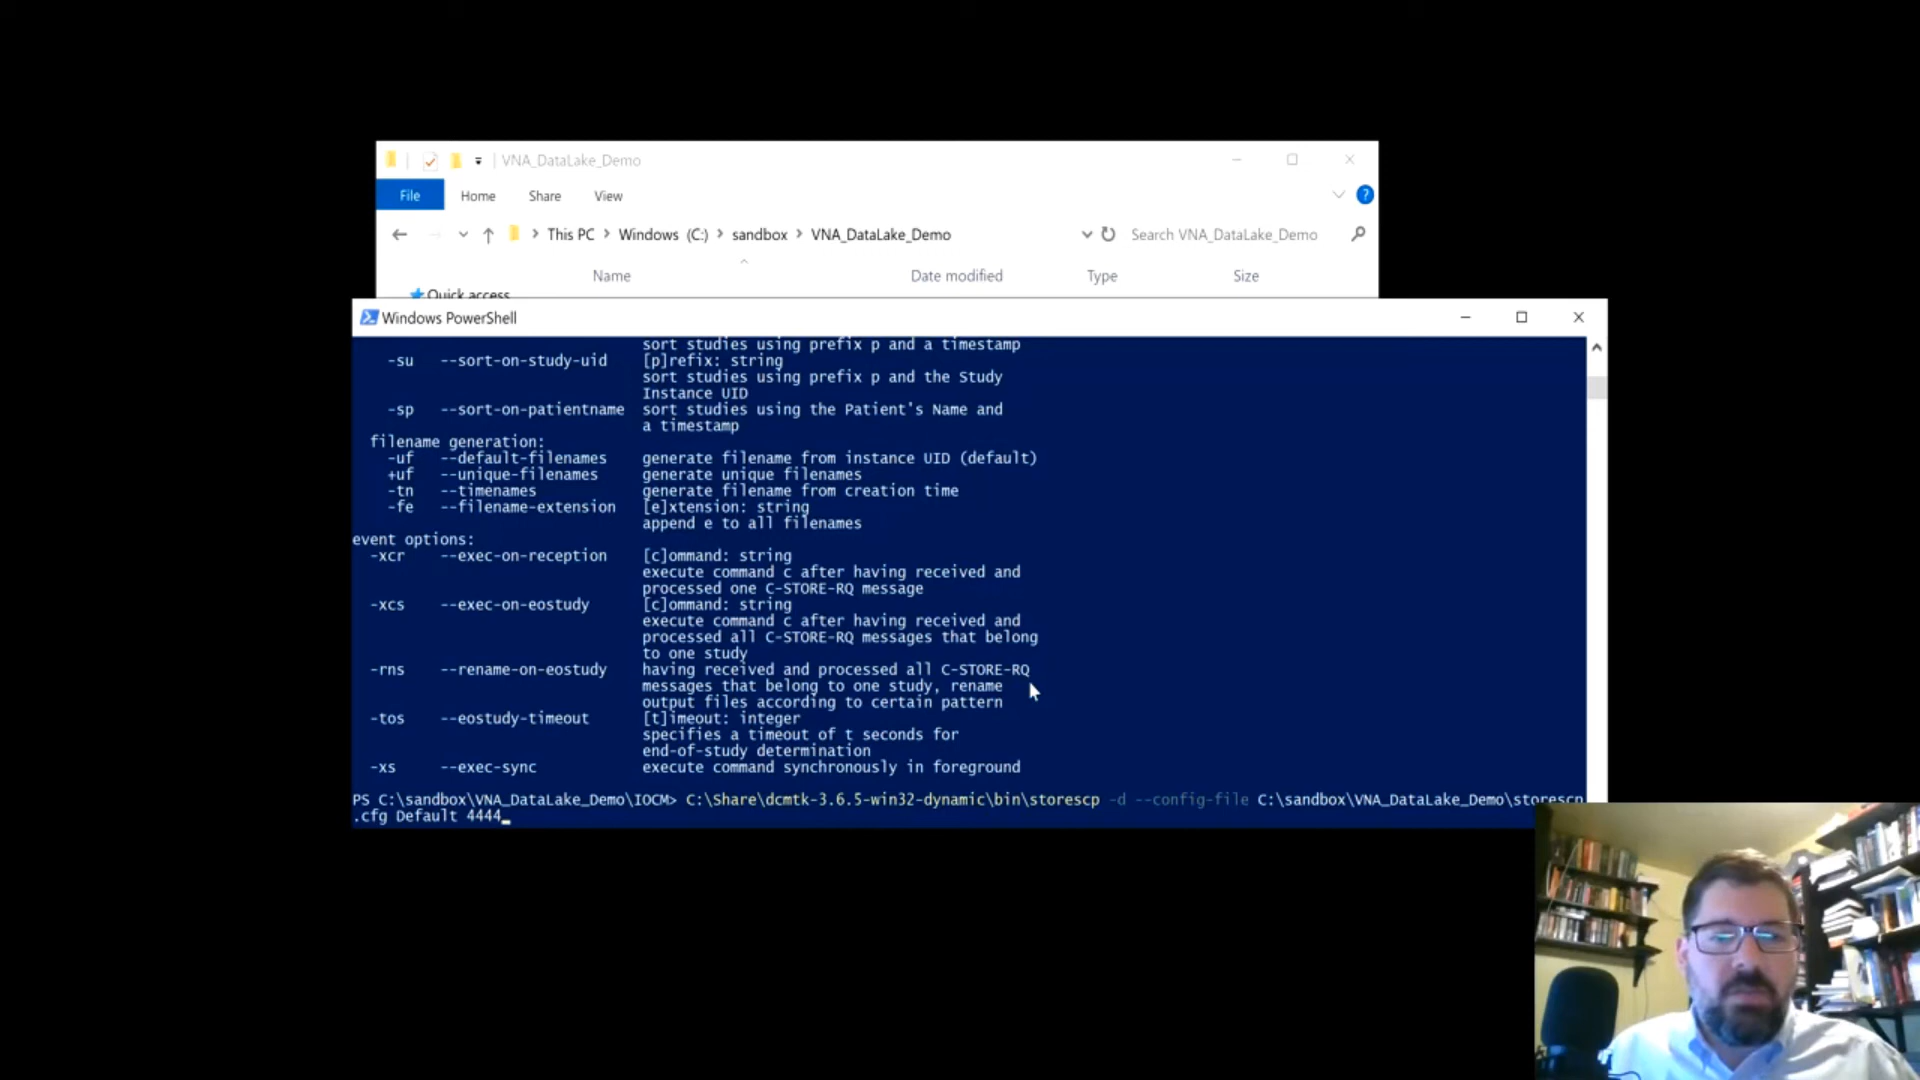 VNA_DataLake_Demo
File Home Share View
This PC > Windows (C:) > sandbox > VNA_DataLake_Demo Search VNA_DataLake_Demo
Name Date modified Type Size
Quick access
Windows PowerShell
sort studies using prefix p and a timestamp
-su --sort-on-study-uid [p]refix: string
sort studies using prefix p and the Study
Instance UID
-sp --sort-on-patientname sort studies using the Patient's Name and
a timestamp
filename generation:
-uf --default-filenames generate filename from instance UID (default)
+uf --unique-filenames generate unique filenames
-tn --timenames generate filename from creation time
-fe --filename-extension [e]xtension: string
append e to all filenames
event options:
-xcr --exec-on-reception [c]ommand: string
execute command c after having received and
processed one C-STORE-RQ message
-xcs --exec-on-eostudy [c]ommand: string
execute command c after having received and
processed all C-STORE-RQ messages that belong
to one study
-rns --rename-on-eostudy having received and processed all C-STORE-RQ
messages that belong to one study, rename
output files according to certain pattern
-tos --eostudy-timeout [t]imeout: integer
specifies a timeout of t seconds for
end-of-study determination
-xs --exec-sync execute command synchronously in foreground
PS C:\sandbox\VNA_DataLake_Demo\IOCM> C:\Share\dcmtk-3.6.5-win32-dynamic\bin\storescp -d --config-file C:\sandbox\VNA_DataLake_Demo\storescp
.cfg Default 4444_